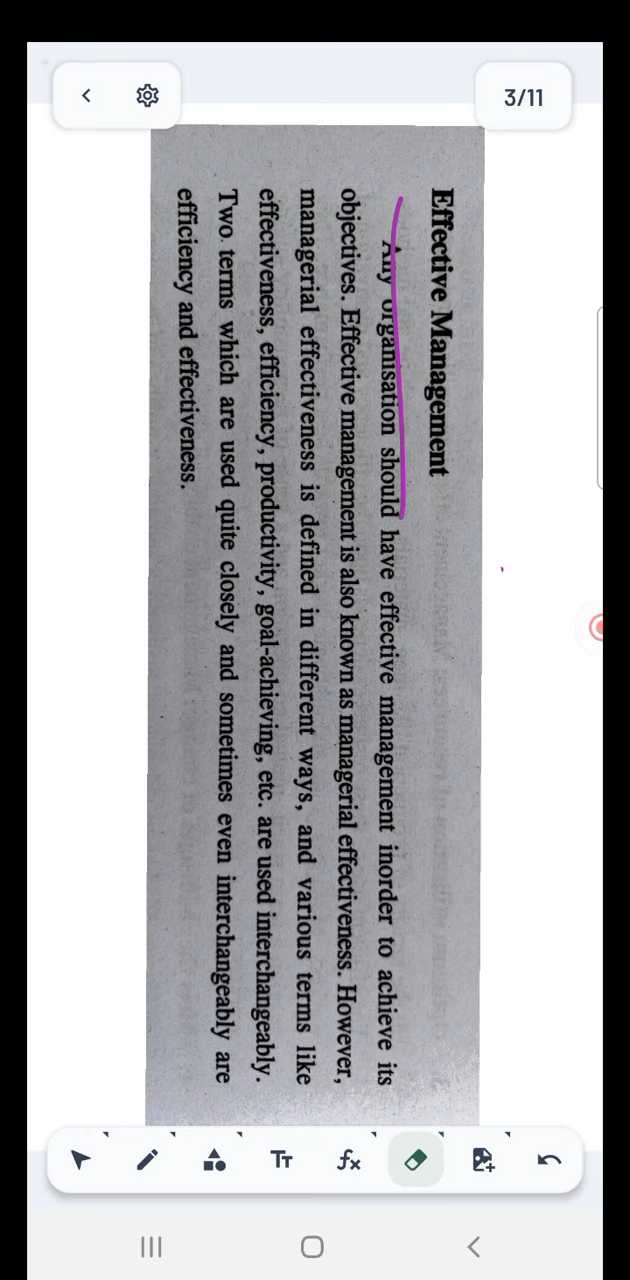 3/11
Effective Management
Any organisation should have effective management inorder to achieve its
objectives. Effective management is also known as managerial effectiveness. However,
managerial effectiveness is defined in different ways, and various terms like
effectiveness, efficiency, productivity, goal-achieving, etc. are used interchangeably.
Two terms which are used quite closely and sometimes even interchangeably are
efficiency and effectiveness.
TT
fx